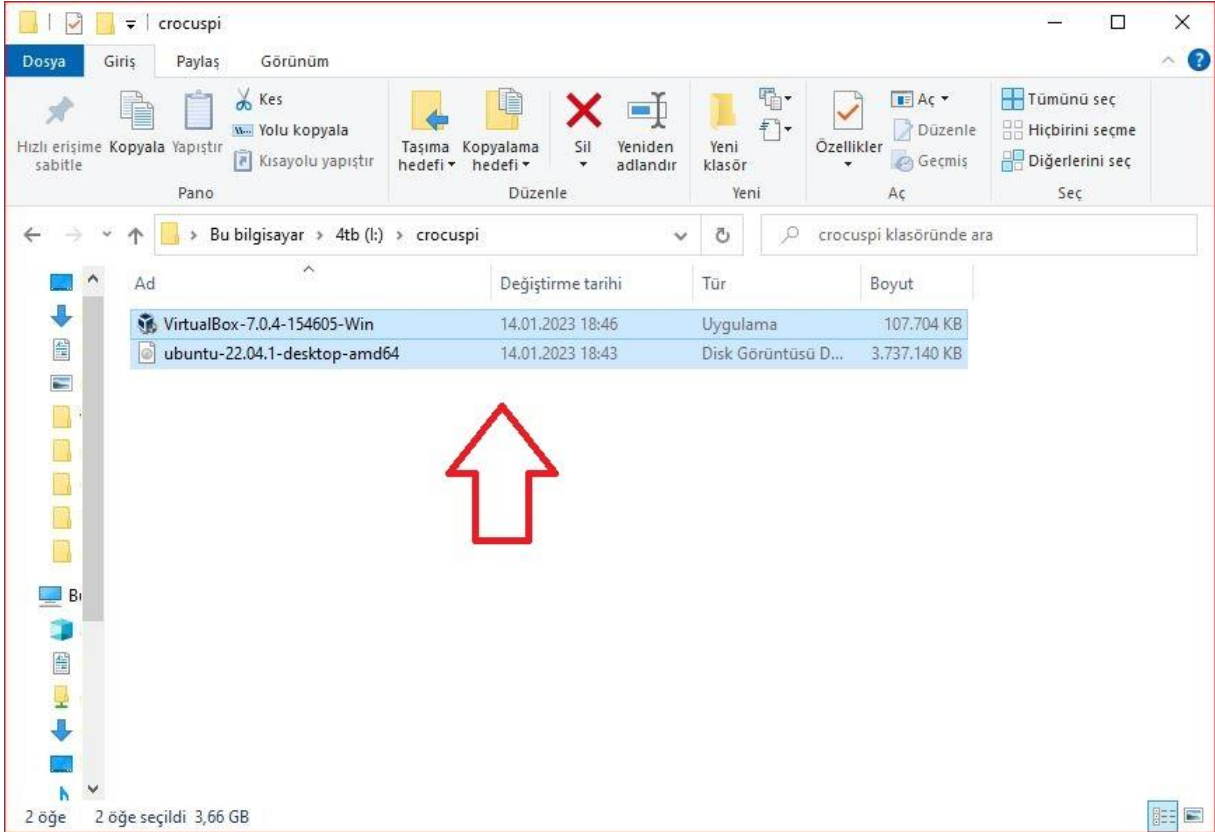 crocuspi
Dosya Giriş Paylaş Görünüm
Hızlı erişime sabitle
Kopyala
Yapıştır
Kes
Yolu kopyala
Kısayolu yapıştır
Pano
Taşıma hedefi
Kopyalama hedefi
Sil
Yeniden adlandır
Düzenle
Yeni klasör
Yeni
Özellikler
Aç
Düzenle
Geçmiş
Aç
Tümünü seç
Hiçbirini seçme
Diğerlerini seç
Seç
Bu bilgisayar > 4tb (I:) > crocuspi
crocuspi klasöründe ara
Ad Değiştirme tarihi Tür Boyut
VirtualBox-7.0.4-154605-Win 14.01.2023 18:46 Uygulama 107.704 KB
ubuntu-22.04.1-desktop-amd64 14.01.2023 18:43 Disk Görüntüsü D... 3.737.140 KB
2 öğe 2 öğe seçildi 3,66 GB